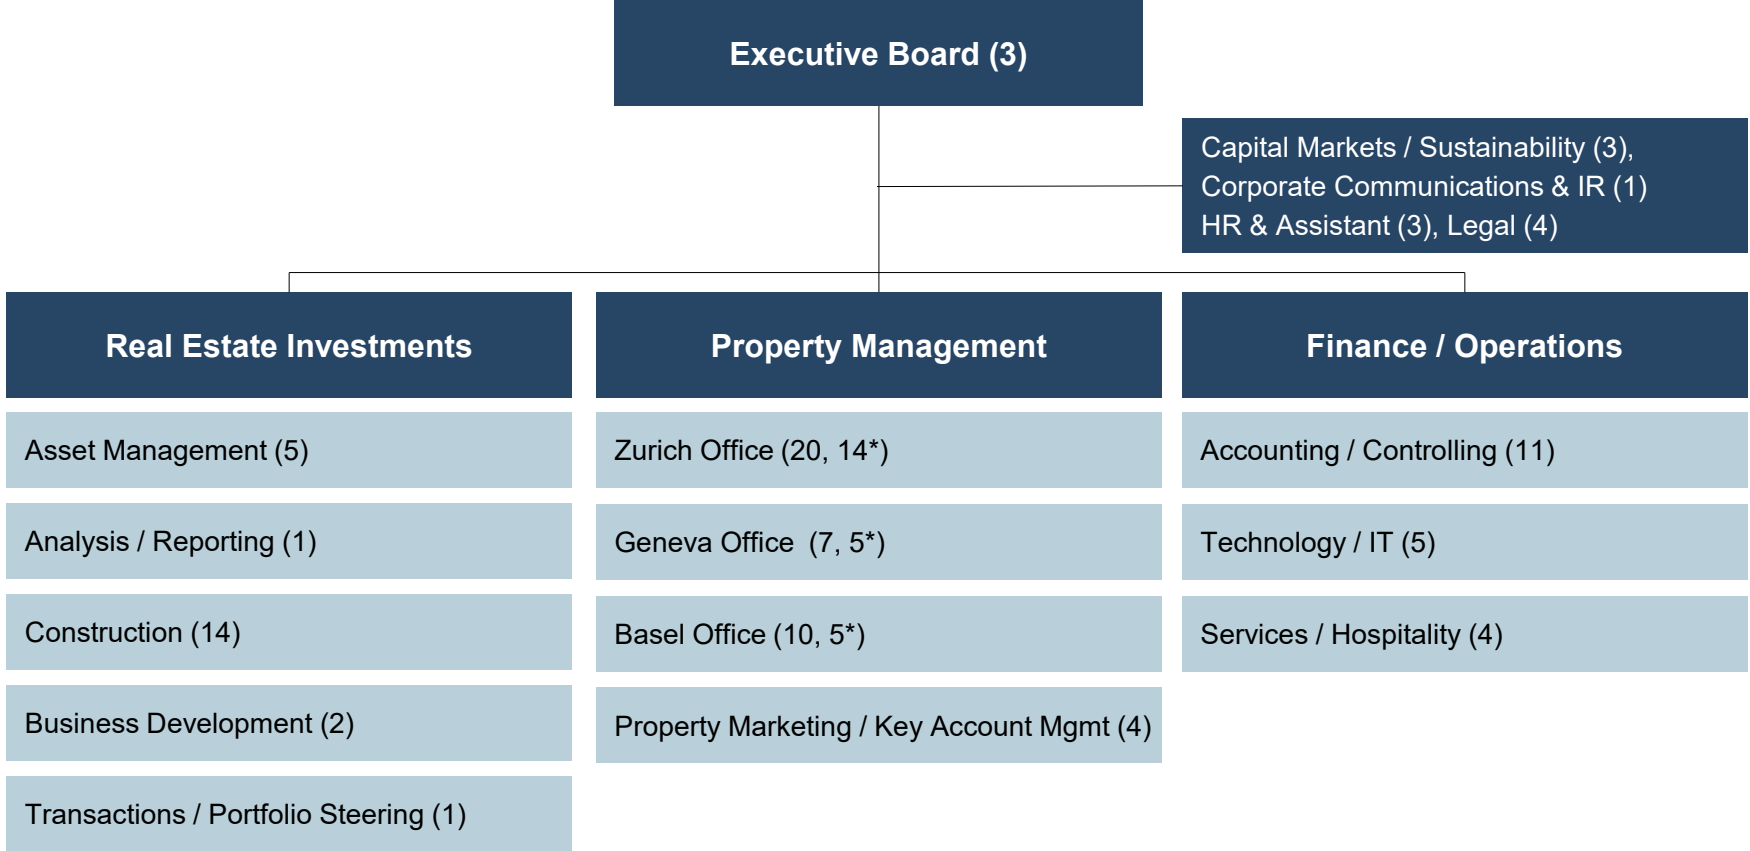 Executive Board (3)
Capital Markets / Sustainability (3),
Corporate Communications & IR (1)
HR & Assistant (3), Legal (4)
Real Estate Investments
Asset Management (5)
Analysis / Reporting (1)
Construction (14)
Business Development (2)
Transactions / Portfolio Steering (1)
Property Management
Zurich Office (20, 14*)
Geneva Office (7, 5*)
Basel Office (10, 5*)
Property Marketing / Key Account Mgmt (4)
Finance / Operations
Accounting / Controlling (11)
Technology / IT (5)
Services / Hospitality (4)